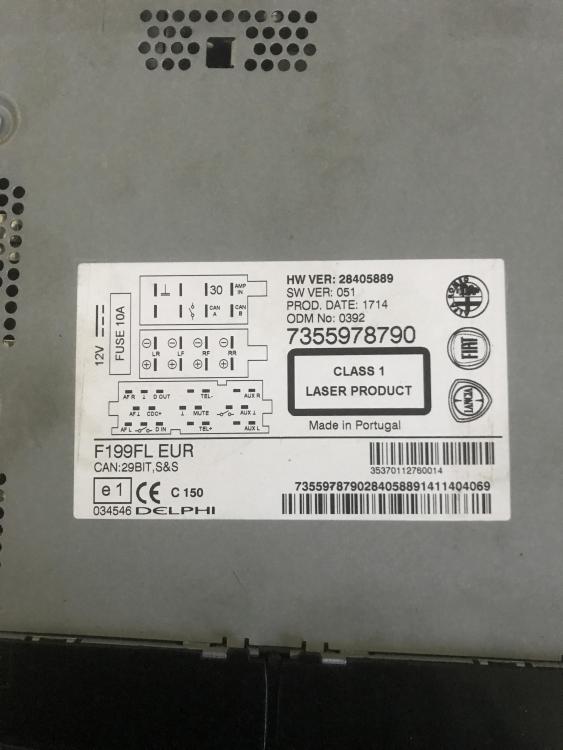 HW VER: 28405889
SW VER: 051
PROD. DATE: 1714
ODM No: 0392
7355978790
CLASS 1
LASER PRODUCT
Made in Portugal
12V
FUSE 10A
30 AMP IN
CAN A CAN B
LR LF RF RR
AF R ⊥ D OUT TEL- AUX R
AF⊥ CDC+ ⊥ MUTE AUX ⊥
AF L D IN TEL+ AUX L
F199FL EUR
CAN:29BIT,S&S
e1 CE C 150
034546 DELPHI
35370112760014
7355978790284058891411404069
FIAT
LANCIA